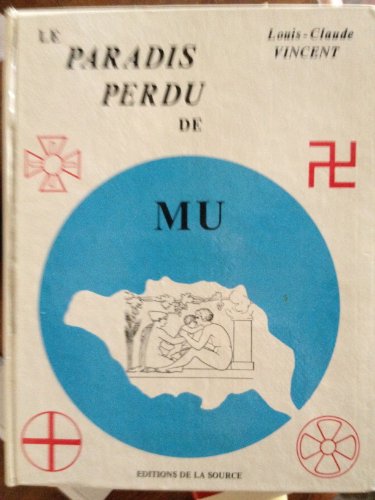 LE
PARADIS
PERDU
DE
MU
Louis-Claude
VINCENT
EDITIONS DE LA SOURCE